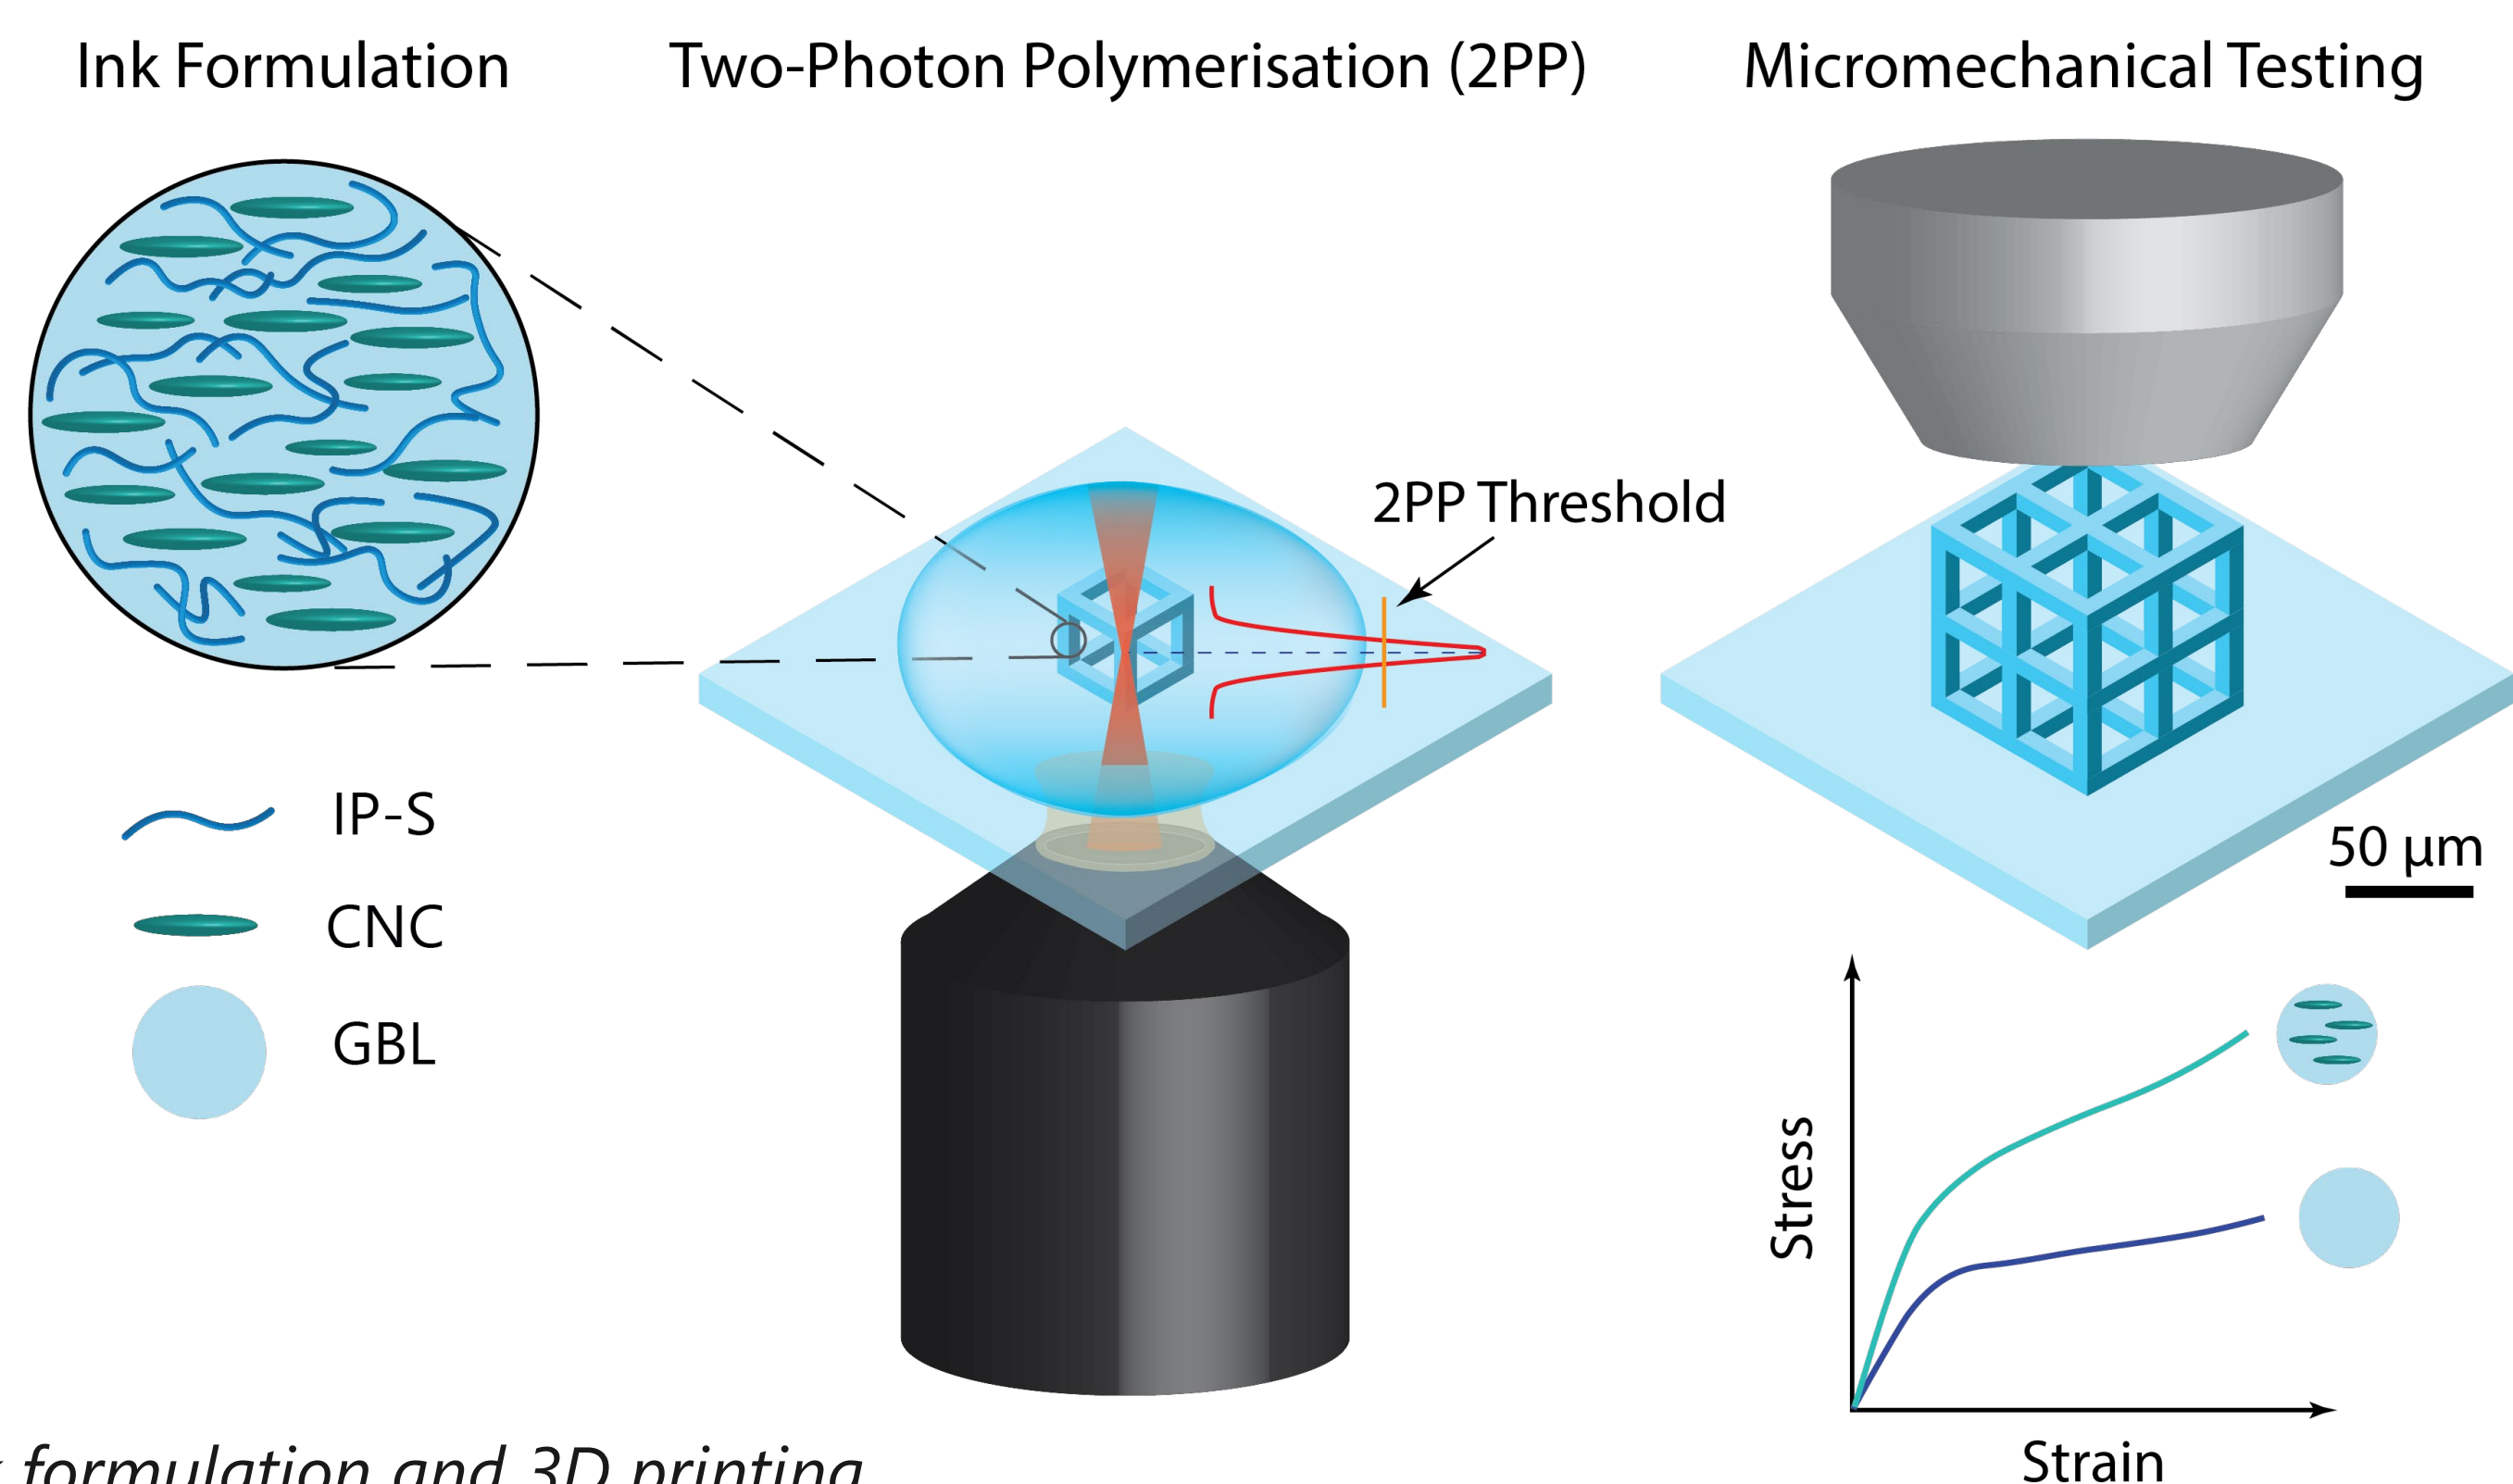 Ink Formulation
Two-Photon Polymerisation (2PP)
Micromechanical Testing
2PP Threshold
IP-S
CNC
GBL
50 µm
Stress
Strain
formulation and 3D printing